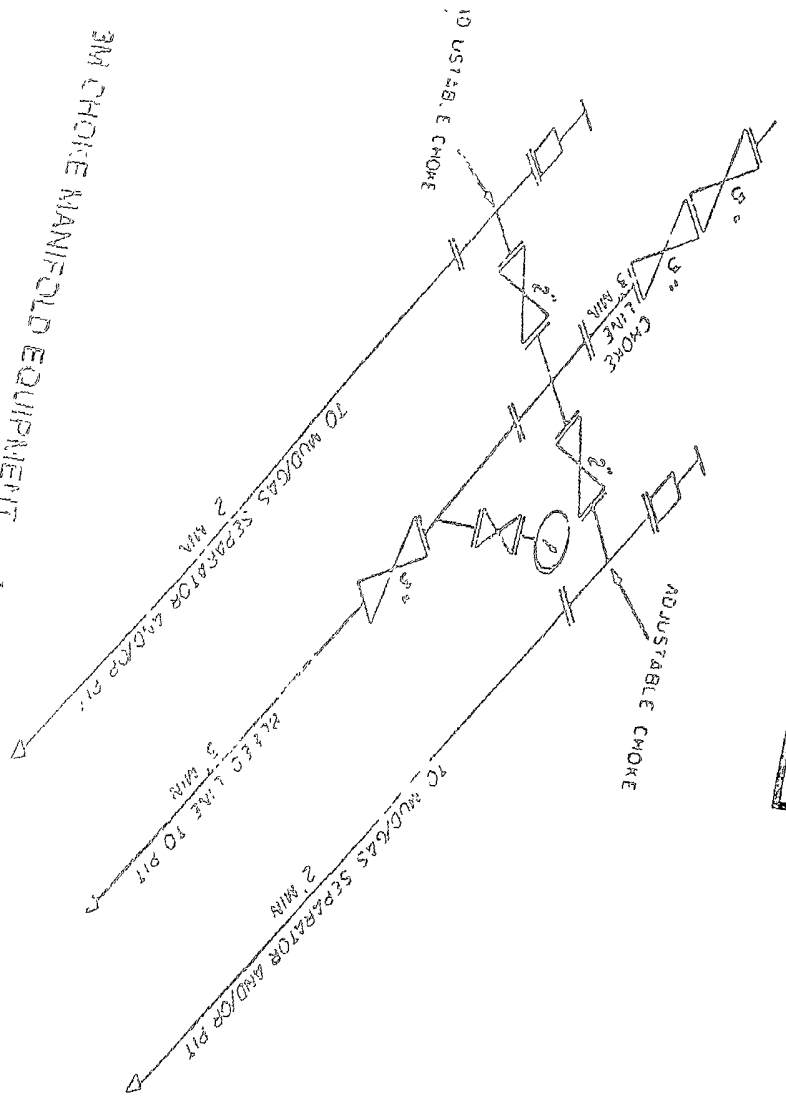 3M CHOKE MANIFOLD EQUIPMENT
ADJUSTABLE CHOKE
CHOKE
3"
3"
CHOKE
LINE
3" MIN
2"
2"
3"
TO MUD/GAS SEPARATOR AND/OR PIT
2" MIN
BLEED LINE TO PIT
3" MIN
TO MUD/GAS SEPARATOR AND/OR PIT
2 MIN